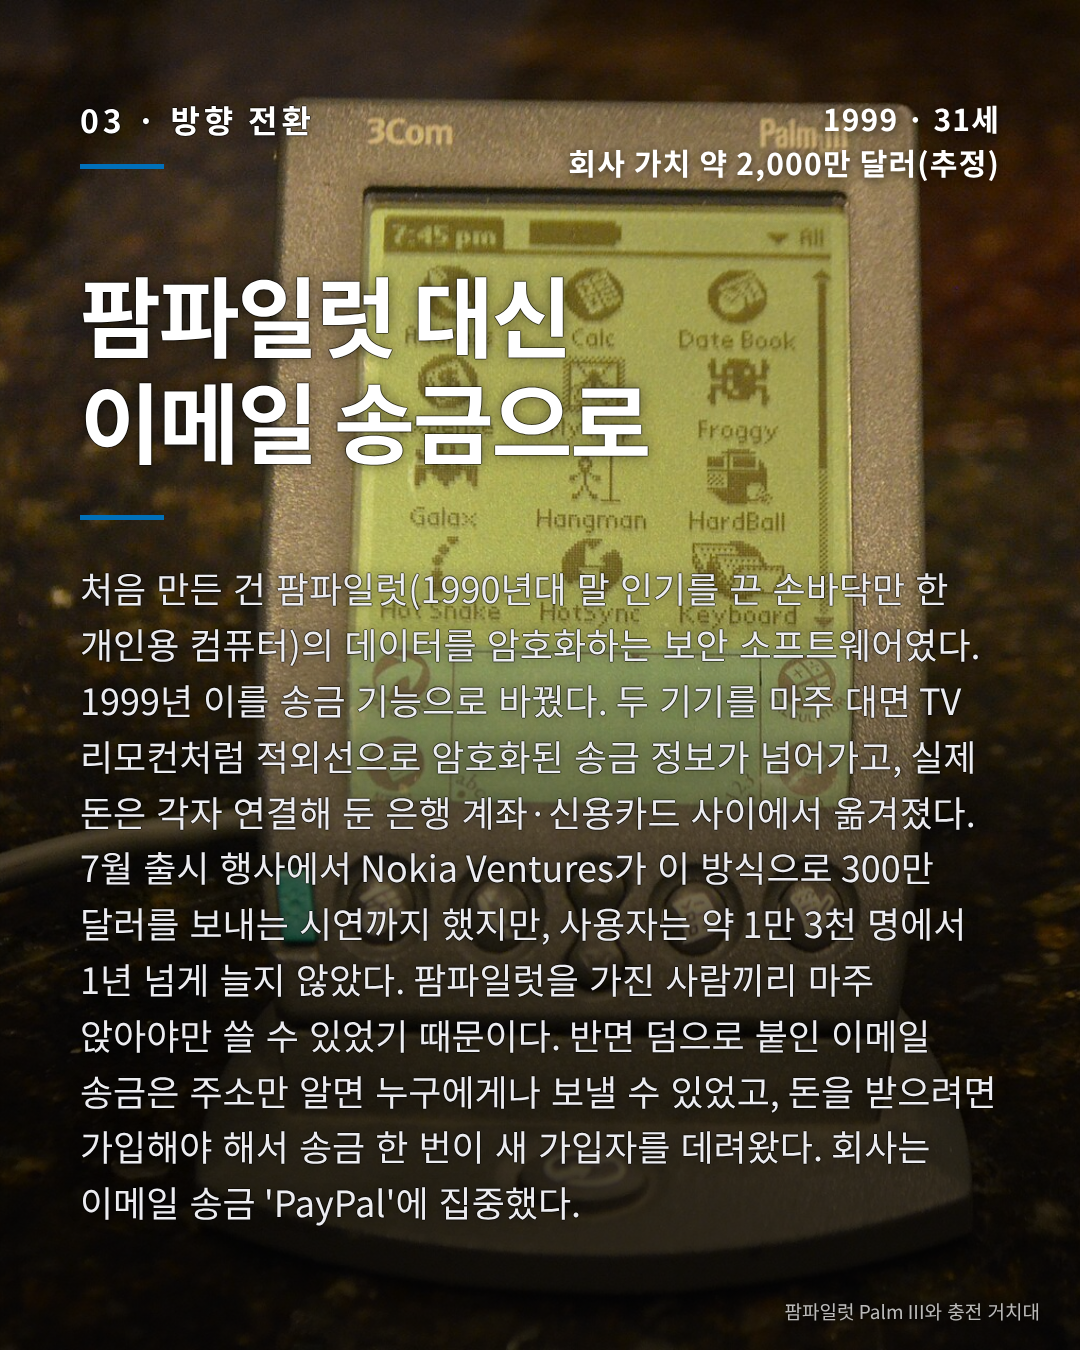 03 · 방향 전환
1999 · 31세
회사 가치 약 2,000만 달러(추정)
3Com
Palm III
7:45 pm
All
팜파일럿 대신
이메일 송금으로
Calc
Date Book
Froggy
Galax
Hangman
HardBall
HotSync
Keyboard
처음 만든 건 팜파일럿(1990년대 말 인기를 끈 손바닥만 한
개인용 컴퓨터)의 데이터를 암호화하는 보안 소프트웨어였다.
1999년 이를 송금 기능으로 바꿨다. 두 기기를 마주 대면 TV
리모컨처럼 적외선으로 암호화된 송금 정보가 넘어가고, 실제
돈은 각자 연결해 둔 은행 계좌·신용카드 사이에서 옮겨졌다.
7월 출시 행사에서 Nokia Ventures가 이 방식으로 300만
달러를 보내는 시연까지 했지만, 사용자는 약 1만 3천 명에서
1년 넘게 늘지 않았다. 팜파일럿을 가진 사람끼리 마주
앉아야만 쓸 수 있었기 때문이다. 반면 덤으로 붙인 이메일
송금은 주소만 알면 누구에게나 보낼 수 있었고, 돈을 받으려면
가입해야 해서 송금 한 번이 새 가입자를 데려왔다. 회사는
이메일 송금 'PayPal'에 집중했다.
팜파일럿 Palm III와 충전 거치대